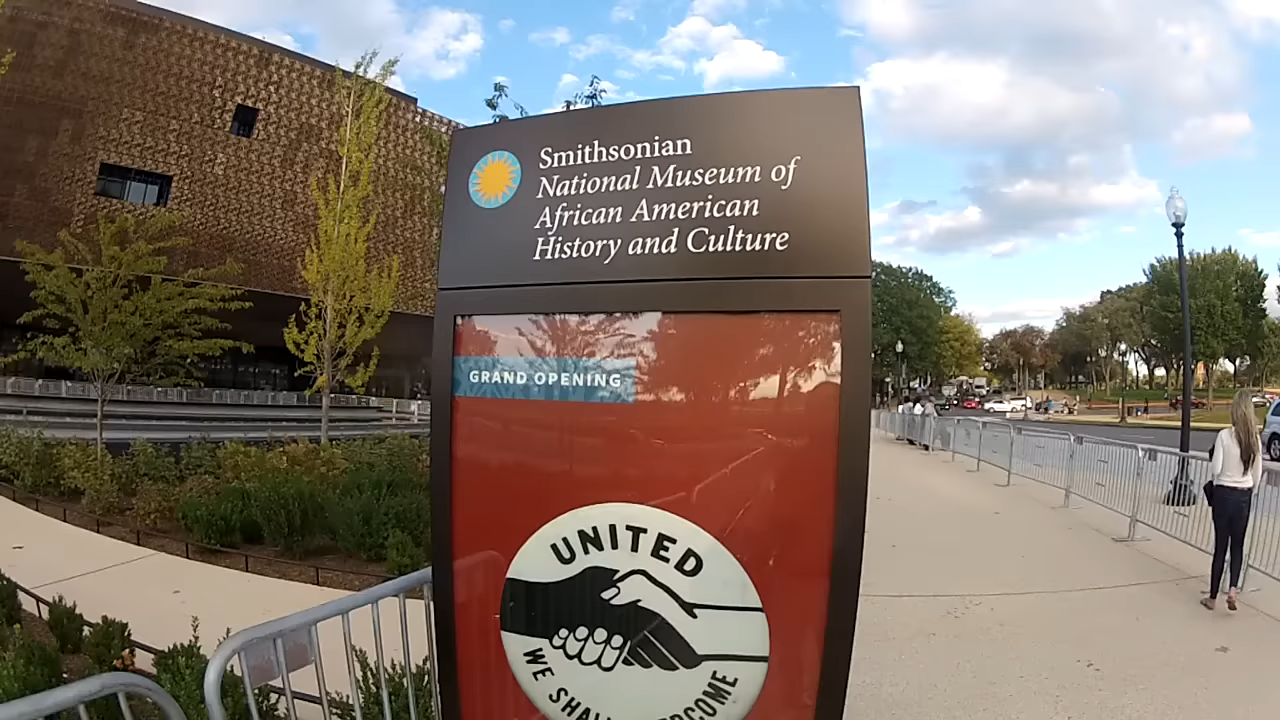 Smithsonian
National Museum of
African American
History and Culture
GRAND OPENING
UNITED
WE